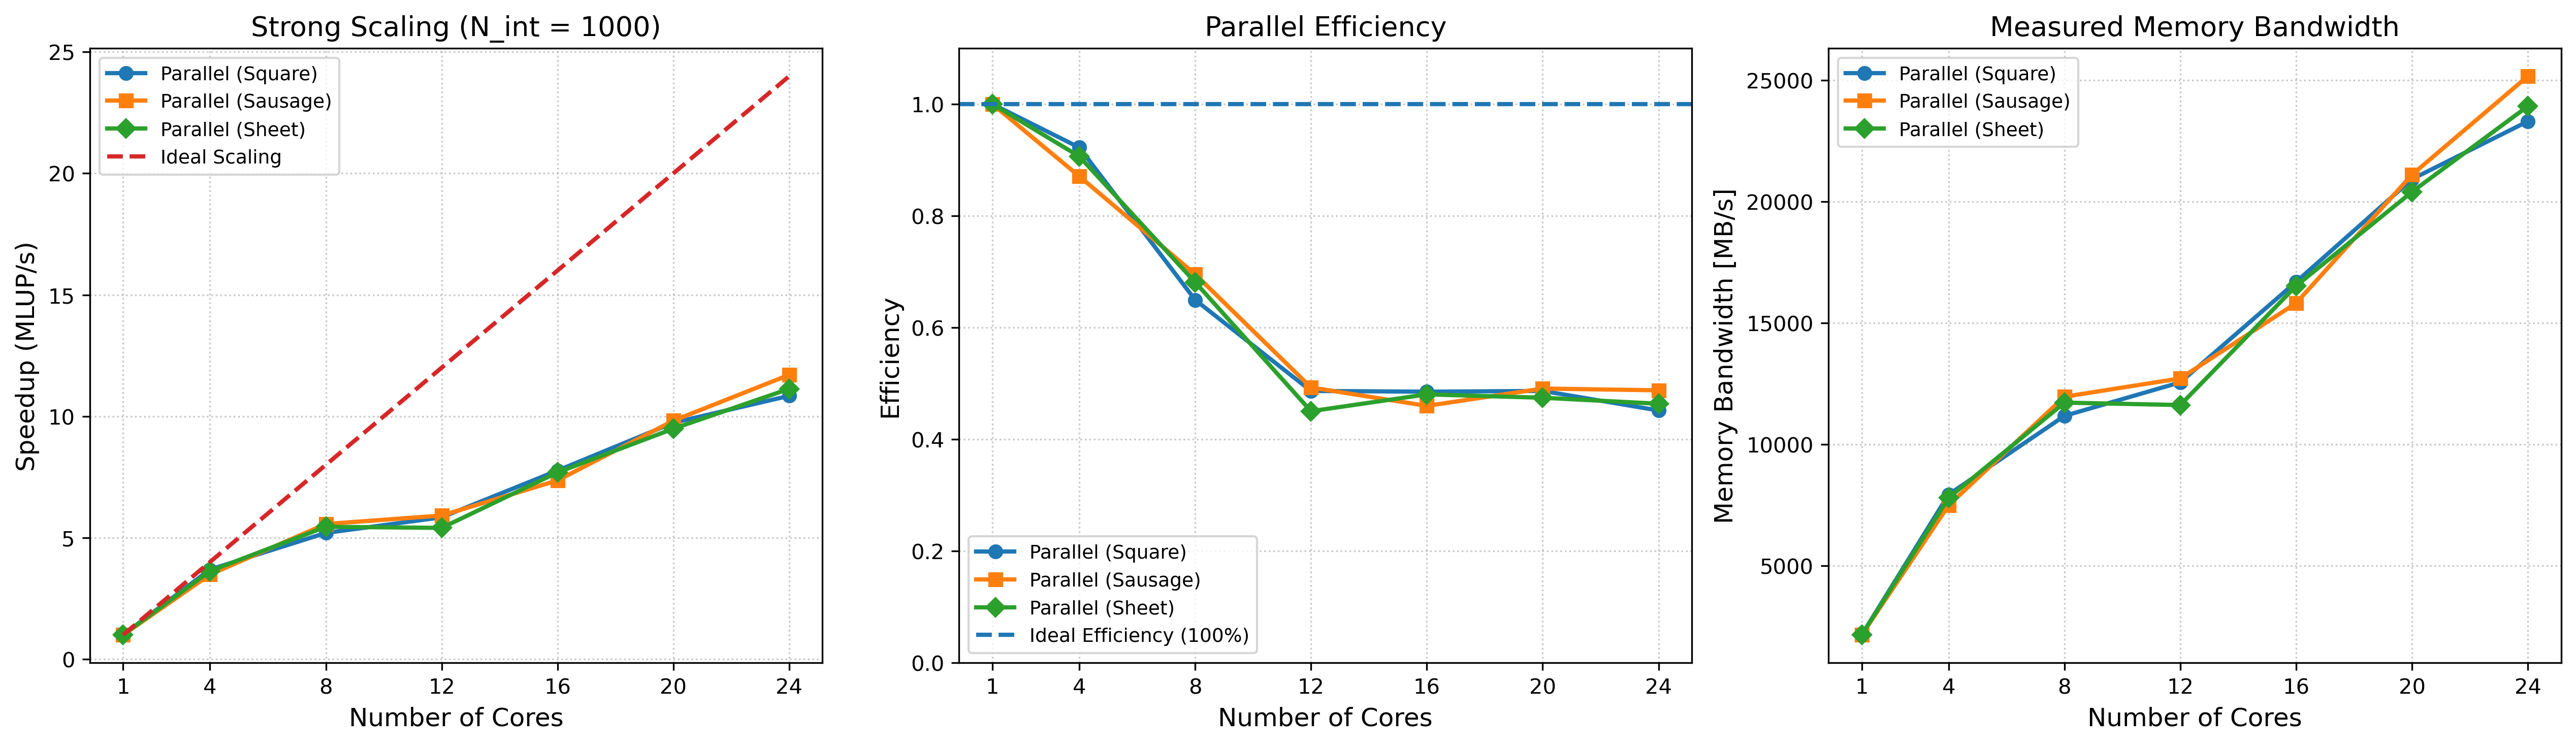 Strong Scaling (N_int = 1000)
Speedup (MLUP/s)
25
20
15
10
5
0
Parallel (Square)
Parallel (Sausage)
Parallel (Sheet)
Ideal Scaling
1 4 8 12 16 20 24
Number of Cores
Parallel Efficiency
Efficiency
1.0
0.8
0.6
0.4
0.2
0.0
Parallel (Square)
Parallel (Sausage)
Parallel (Sheet)
Ideal Efficiency (100%)
1 4 8 12 16 20 24
Number of Cores
Measured Memory Bandwidth
Memory Bandwidth [MB/s]
25000
20000
15000
10000
5000
Parallel (Square)
Parallel (Sausage)
Parallel (Sheet)
1 4 8 12 16 20 24
Number of Cores